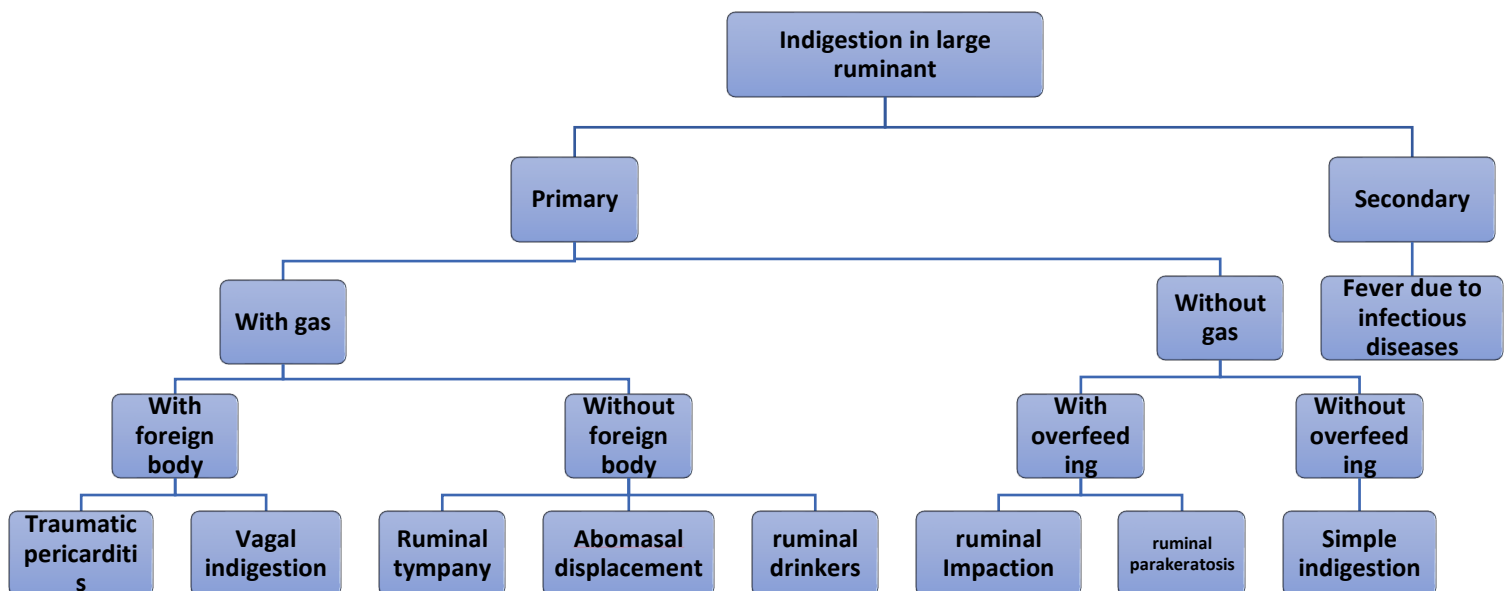 Indigestion in large
ruminant
Primary
Secondary
With gas
Without
gas
Fever due to
infectious
diseases
With
foreign
body
Without
foreign
body
With
overfeed
ing
Without
overfeed
ing
Traumatic
pericarditi
s
Vagal
indigestion
Ruminal
tympany
Abomasal
displacement
ruminal
drinkers
ruminal
Impaction
ruminal
parakeratosis
Simple
indigestion